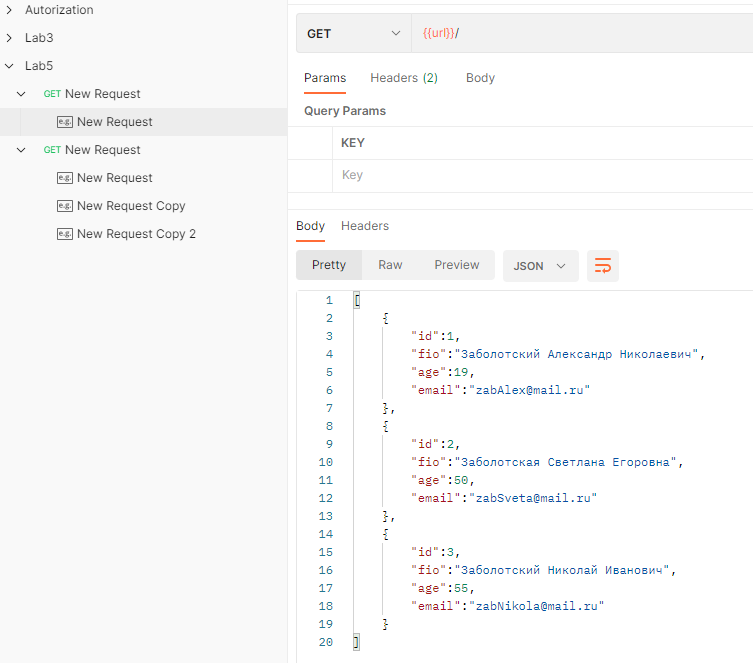 Autorization
Lab3
Lab5
GET New Request
e.g. New Request
GET New Request
e.g. New Request
e.g. New Request Copy
e.g. New Request Copy 2
GET {{url}}/
Params Headers (2) Body
Query Params
KEY
Key
Body Headers
Pretty Raw Preview JSON
1 [
2 {
3 "id":1,
4 "fio":"Заболотский Александр Николаевич",
5 "age":19,
6 "email":"zabAlex@mail.ru"
7 },
8 {
9 "id":2,
10 "fio":"Заболотская Светлана Егоровна",
11 "age":50,
12 "email":"zabSveta@mail.ru"
13 },
14 {
15 "id":3,
16 "fio":"Заболотский Николай Иванович",
17 "age":55,
18 "email":"zabNikola@mail.ru"
19 }
20 ]